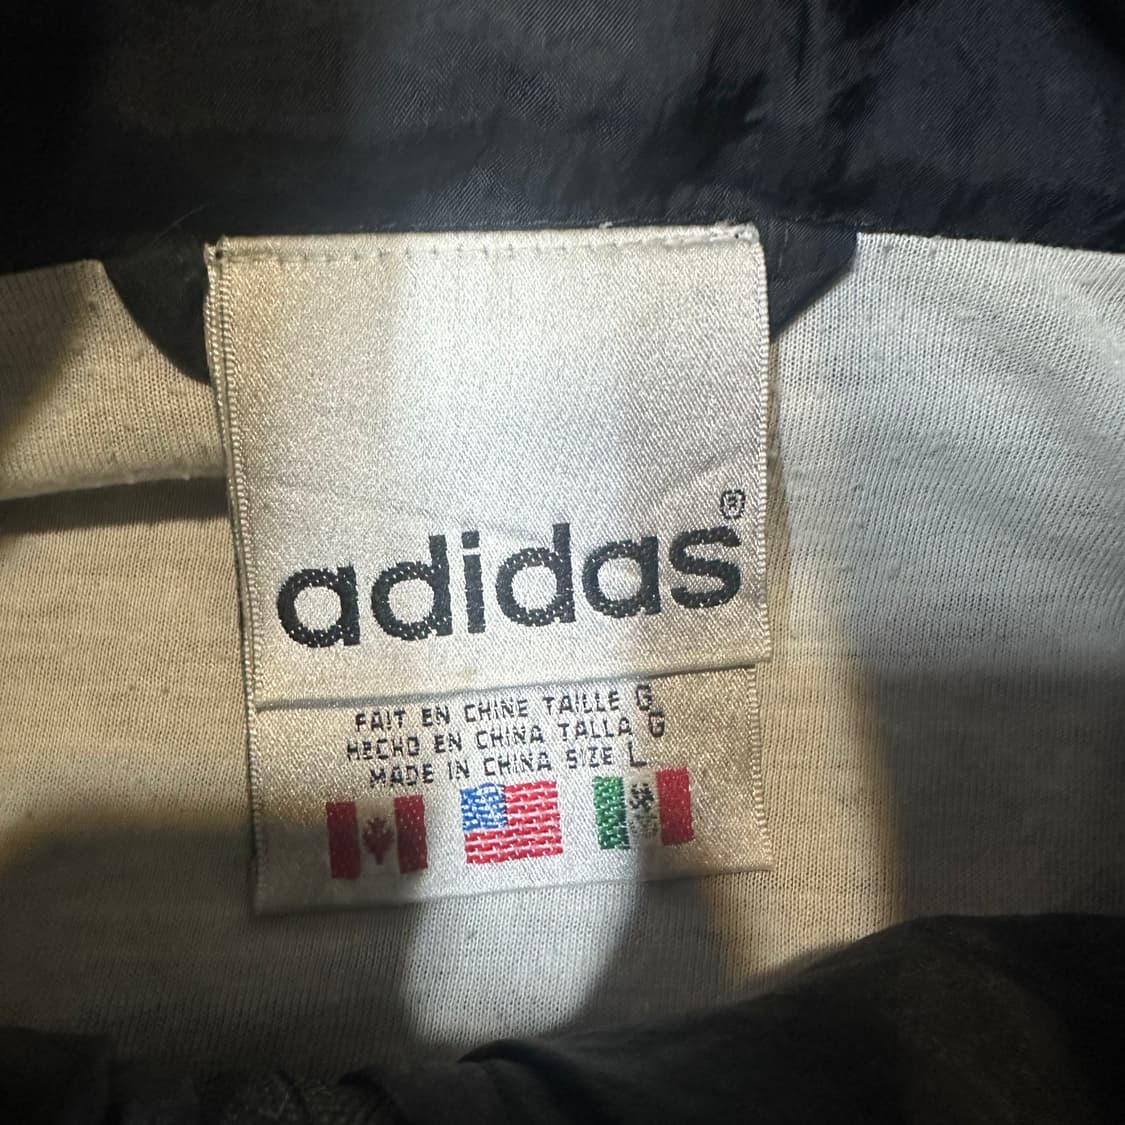 adidas®
FAIT EN CHINE TAILLE G
HECHO EN CHINA TALLA G
MADE IN CHINA SIZE L